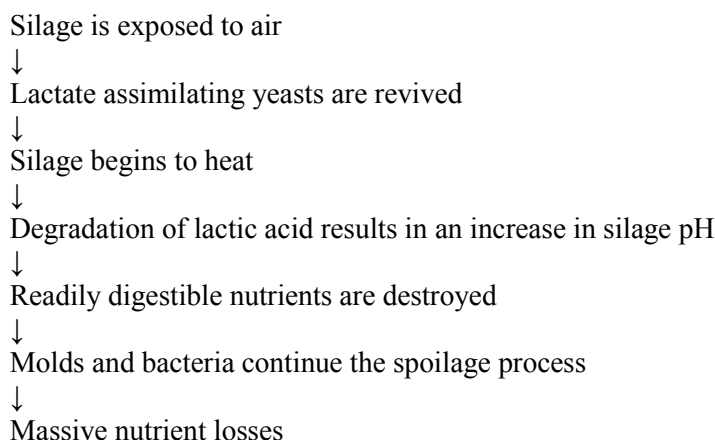 Silage is exposed to air
↓
Lactate assimilating yeasts are revived
↓
Silage begins to heat
↓
Degradation of lactic acid results in an increase in silage pH
↓
Readily digestible nutrients are destroyed
↓
Molds and bacteria continue the spoilage process
↓
Massive nutrient losses